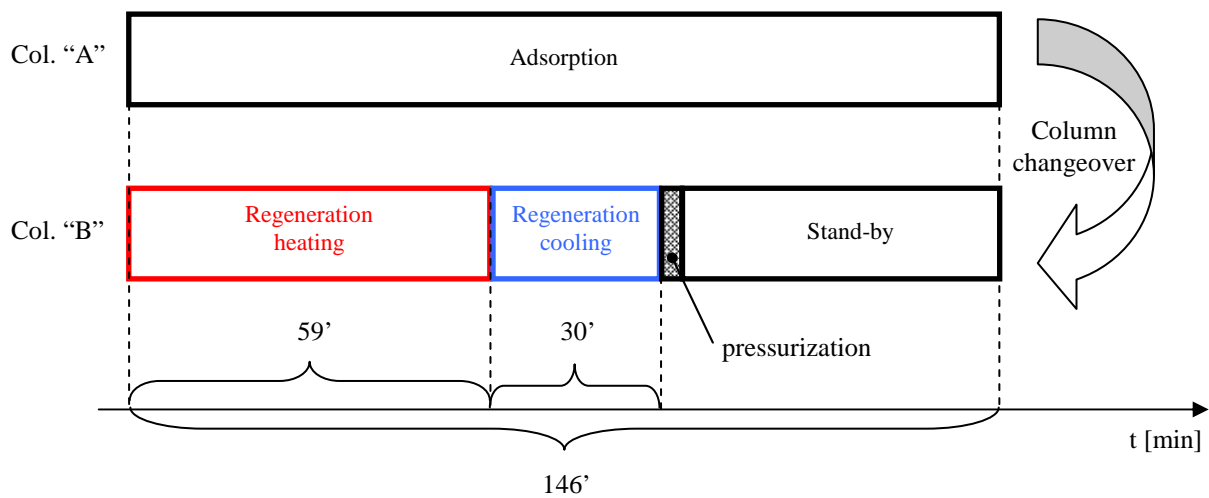 Col. “A”
Adsorption
Column
changeover
Col. “B”
Regeneration
heating
Regeneration
cooling
Stand-by
59’
30’
pressurization
t [min]
146’